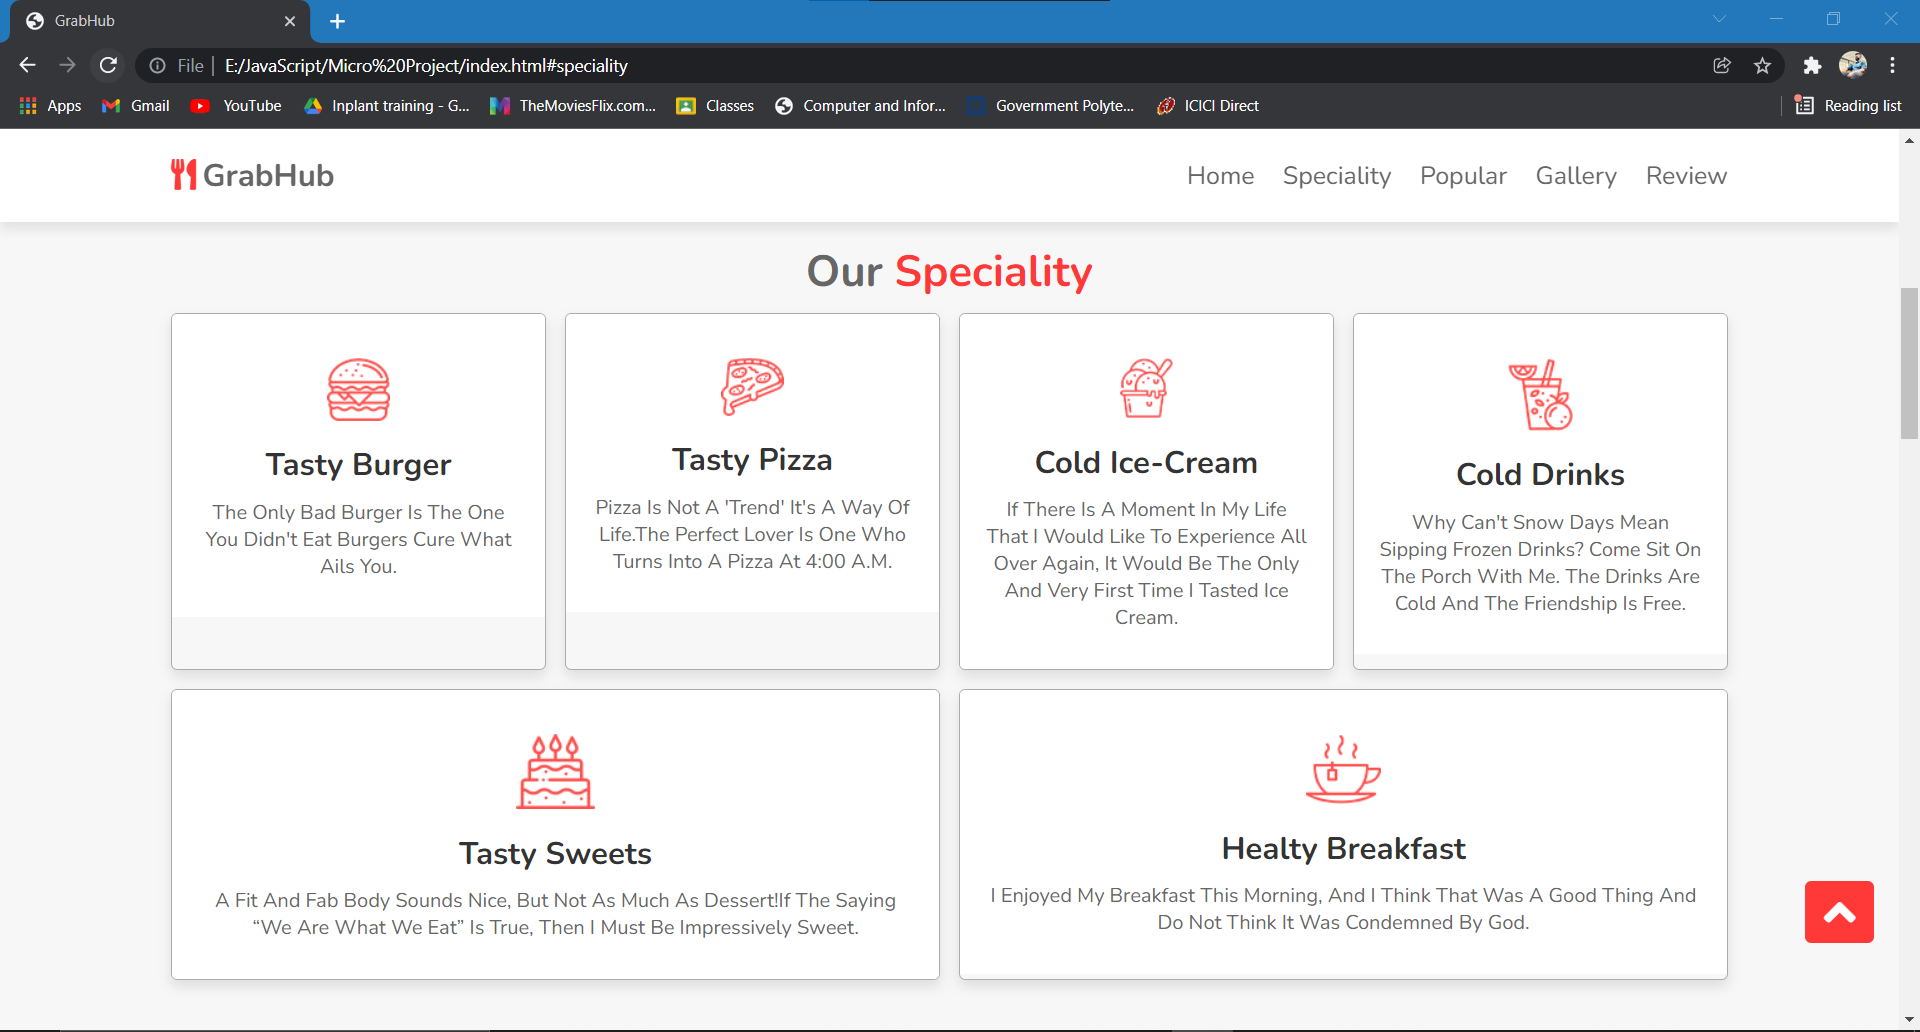 GrabHub
File | E:/JavaScript/Micro%20Project/index.html#speciality
Apps Gmail YouTube Inplant training - G... TheMoviesFlix.com... Classes Computer and Infor... Government Polyte... ICICI Direct Reading list
GrabHub Home Speciality Popular Gallery Review
Our Speciality
Tasty Burger
The Only Bad Burger Is The One
You Didn't Eat Burgers Cure What
Ails You.
Tasty Pizza
Pizza Is Not A 'Trend' It's A Way Of
Life.The Perfect Lover Is One Who
Turns Into A Pizza At 4:00 A.M.
Cold Ice-Cream
If There Is A Moment In My Life
That I Would Like To Experience All
Over Again, It Would Be The Only
And Very First Time I Tasted Ice
Cream.
Cold Drinks
Why Can't Snow Days Mean
Sipping Frozen Drinks? Come Sit On
The Porch With Me. The Drinks Are
Cold And The Friendship Is Free.
Tasty Sweets
A Fit And Fab Body Sounds Nice, But Not As Much As Dessert!If The Saying
“We Are What We Eat” Is True, Then I Must Be Impressively Sweet.
Healty Breakfast
I Enjoyed My Breakfast This Morning, And I Think That Was A Good Thing And
Do Not Think It Was Condemned By God.